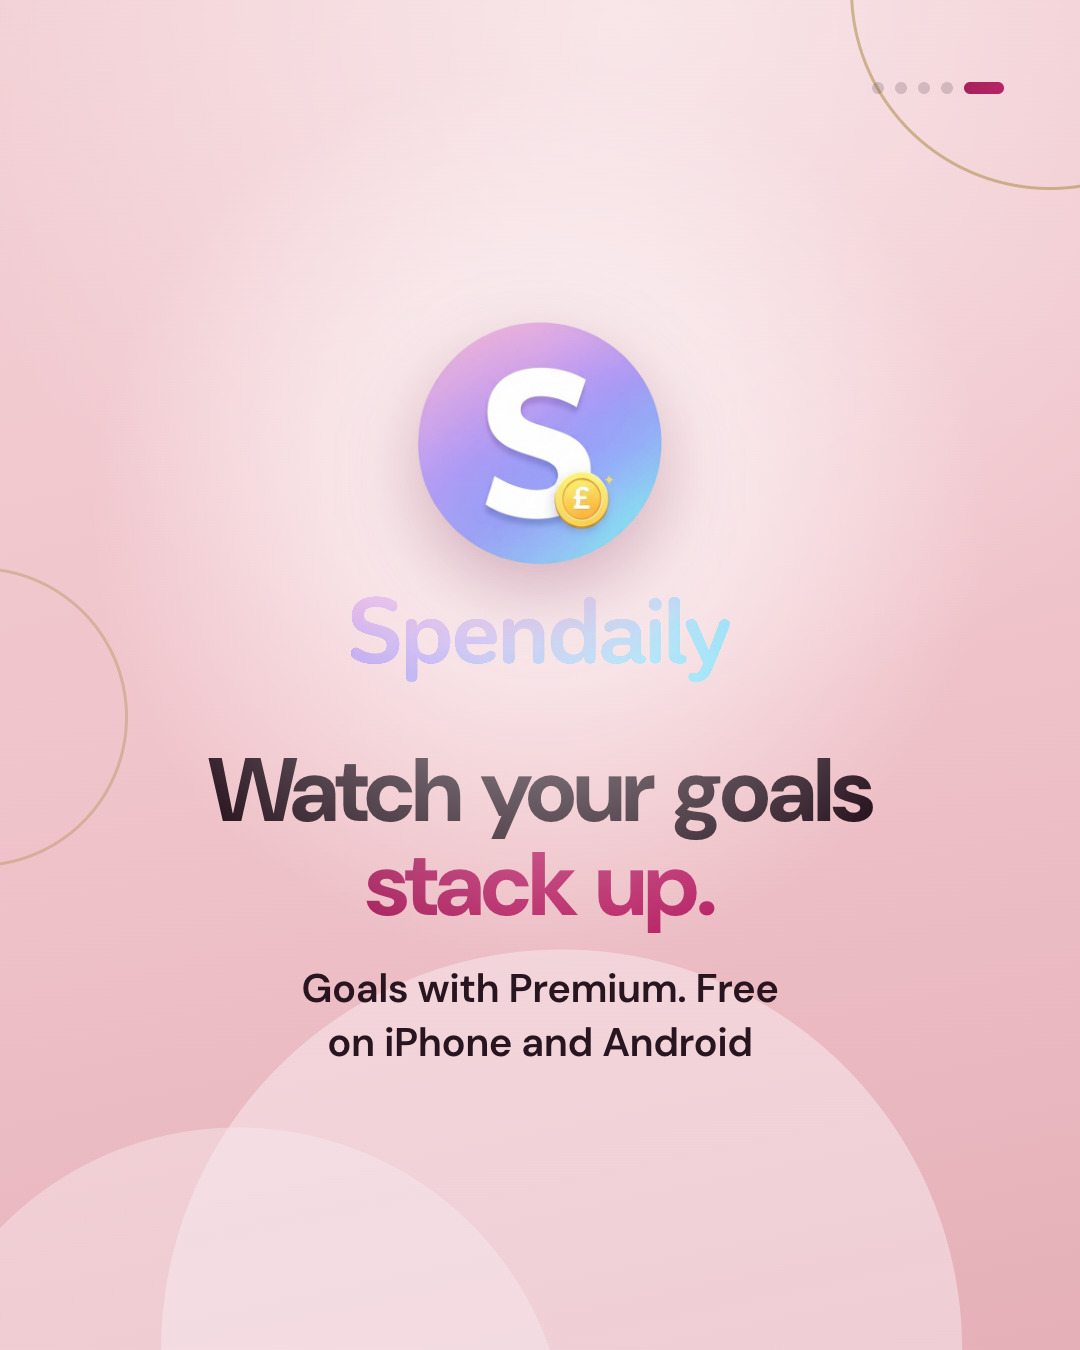 S
£
Spendaily
Watch your goals
stack up.
Goals with Premium. Free
on iPhone and Android